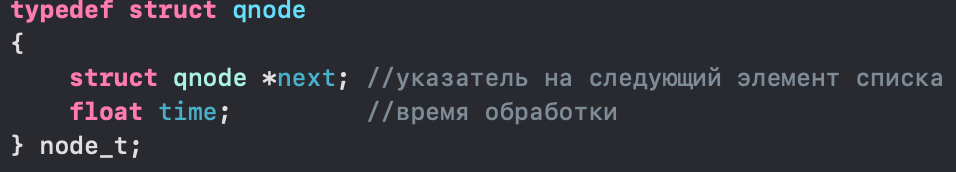 typedef struct qnode
{
    struct qnode *next; //указатель на следующий элемент списка
    float time;         //время обработки
} node_t;